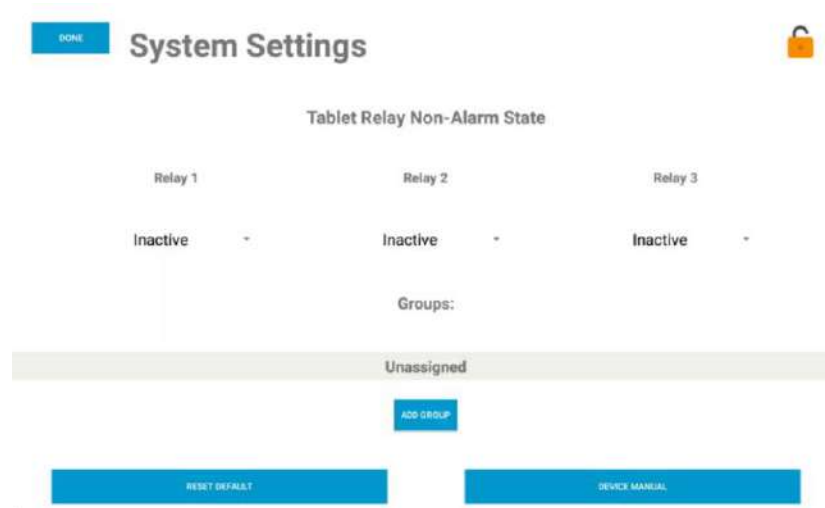 DONE
System Settings
Tablet Relay Non-Alarm State
Relay 1 Relay 2 Relay 3
Inactive Inactive Inactive
Groups:
Unassigned
ADD GROUP
RESET DEFAULT DEVICE MANUAL